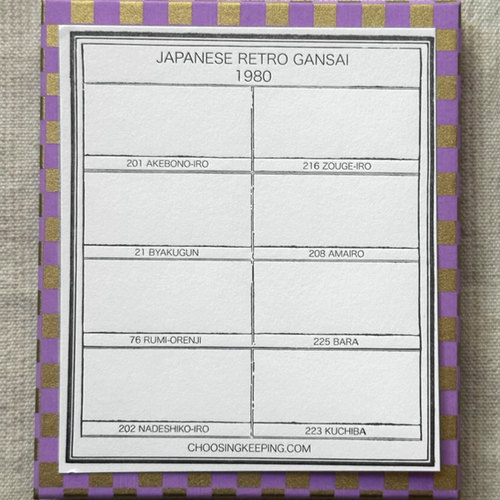 JAPANESE RETRO GANSAI
1980
201 AKEBONO-IRO
216 ZOUGE-IRO
21 BYAKUGUN
208 AMAIRO
76 RUMI-ORENJI
225 BARA
202 NADESHIKO-IRO
223 KUCHIBA
CHOOSINGKEEPING.COM